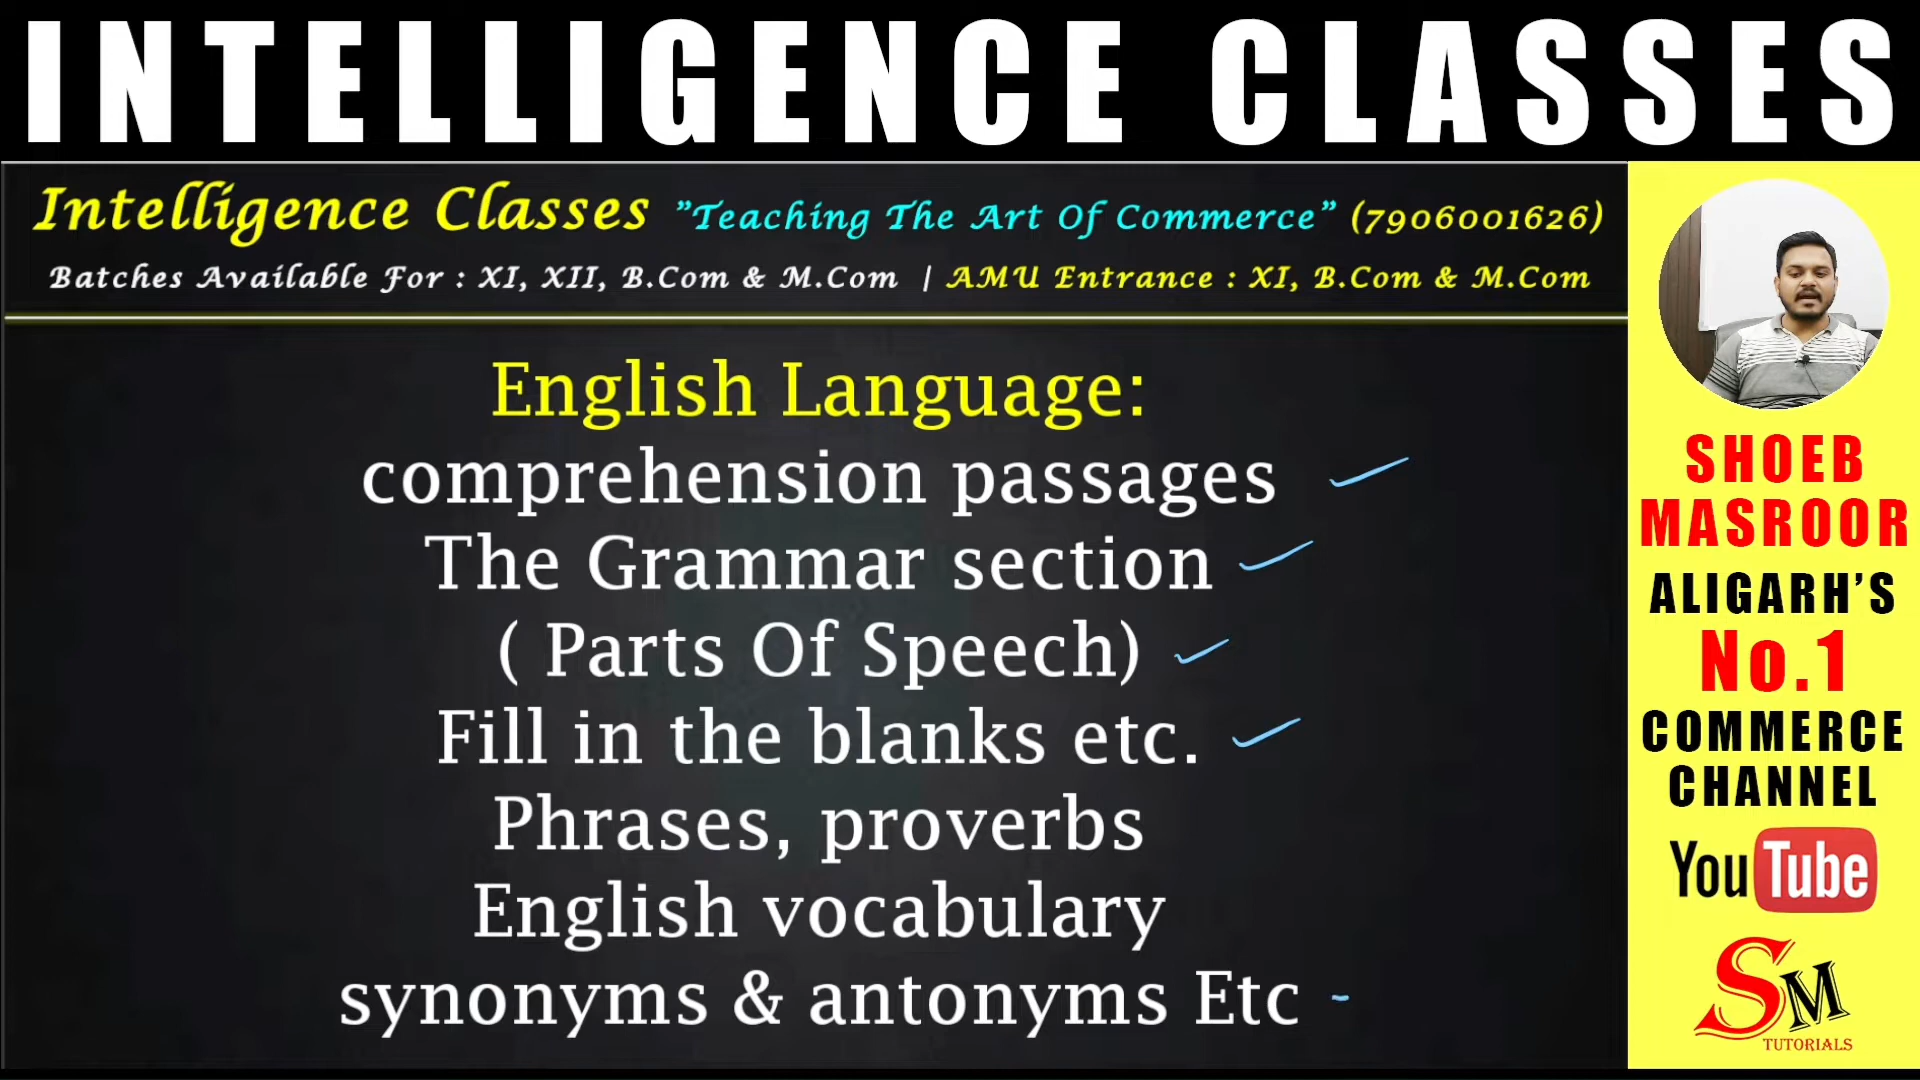 INTELLIGENCE CLASSES
Intelligence Classes "Teaching The Art Of Commerce" (7906001626)
Batches Available For : XI, XII, B.Com & M.Com | AMU Entrance : XI, B.Com & M.Com
English Language:
comprehension passages
The Grammar section
( Parts Of Speech)
Fill in the blanks etc.
Phrases, proverbs
English vocabulary
synonyms & antonyms Etc
SHOEB
MASROOR
ALIGARH'S
No.1
COMMERCE
CHANNEL
YouTube
SM
TUTORIALS